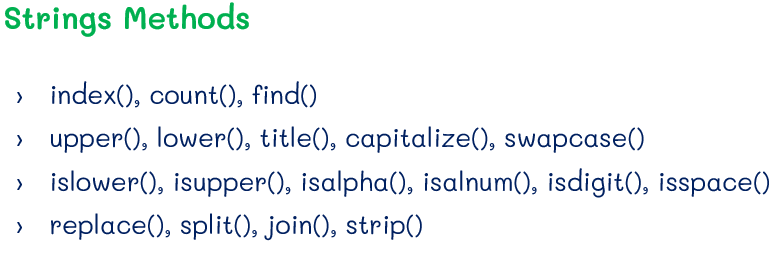 Strings Methods
› index(), count(), find()
› upper(), lower(), title(), capitalize(), swapcase()
› islower(), isupper(), isalpha(), isalnum(), isdigit(), isspace()
› replace(), split(), join(), strip()